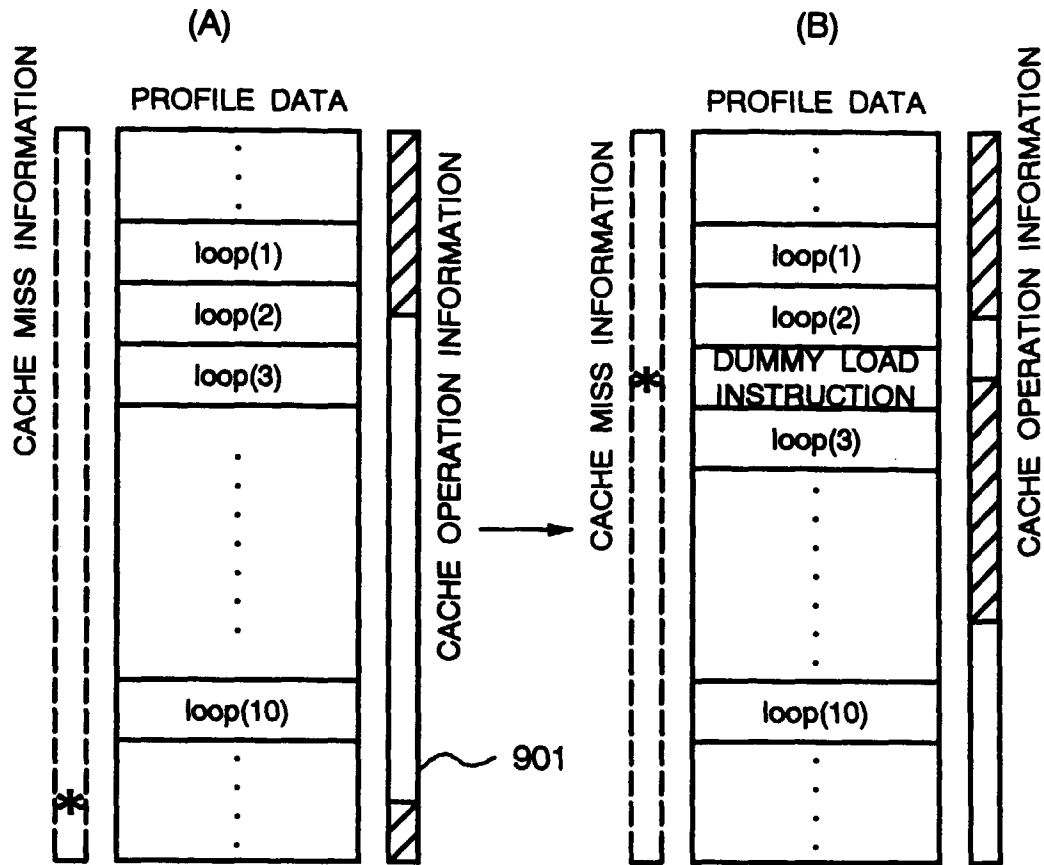 (A)
CACHE MISS INFORMATION
PROFILE DATA
loop(1)
loop(2)
loop(3)
loop(10)
*
CACHE OPERATION INFORMATION
901
(B)
CACHE MISS INFORMATION
*
PROFILE DATA
loop(1)
loop(2)
DUMMY LOAD
INSTRUCTION
loop(3)
loop(10)
CACHE OPERATION INFORMATION